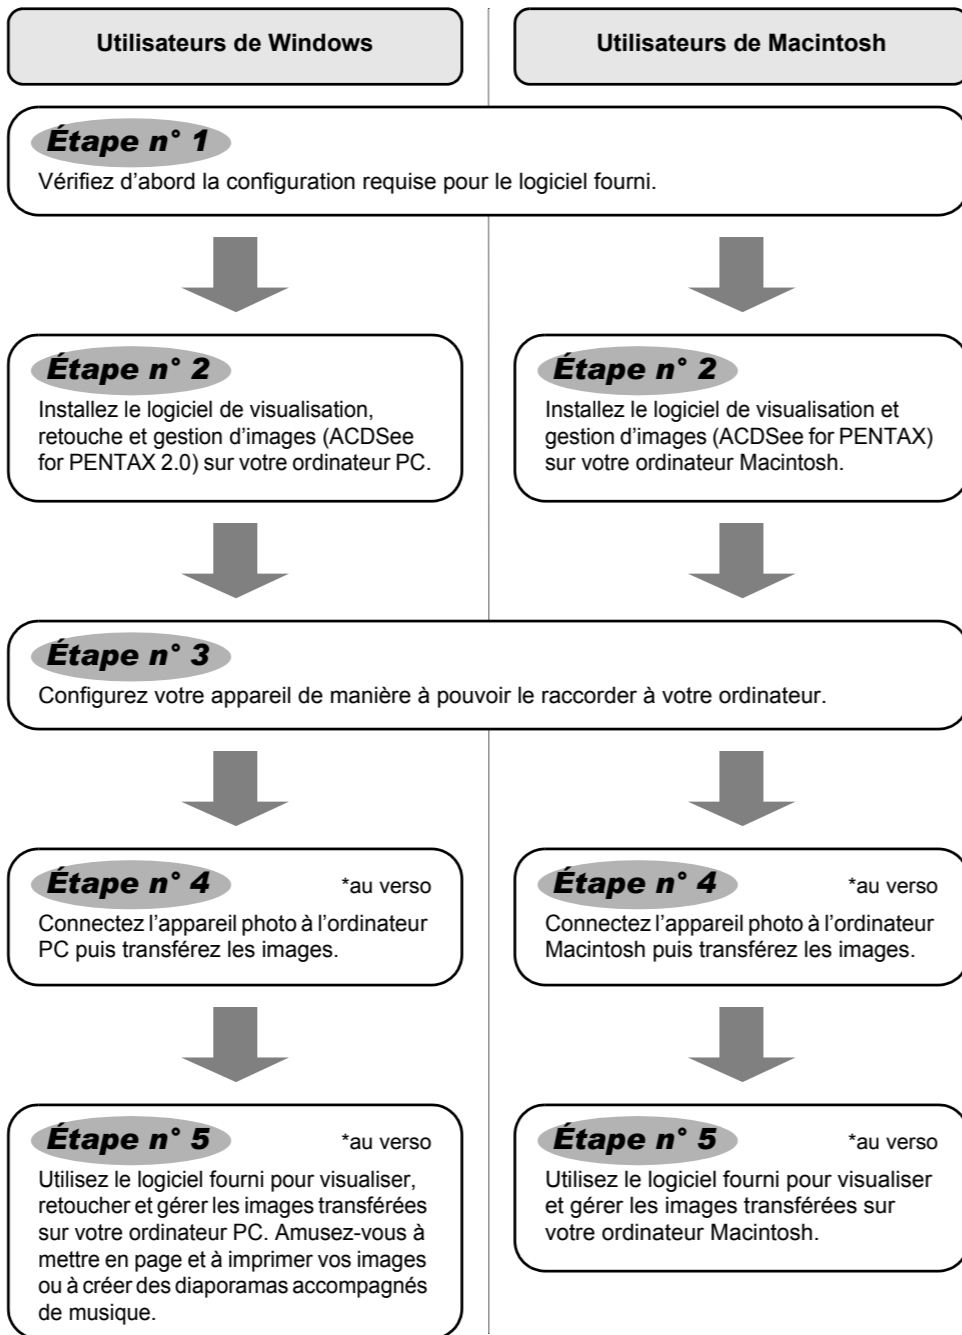 Utilisateurs de Windows
Utilisateurs de Macintosh
Étape n° 1
Vérifiez d’abord la configuration requise pour le logiciel fourni.
Étape n° 2
Installez le logiciel de visualisation,
retouche et gestion d’images (ACDSee
for PENTAX 2.0) sur votre ordinateur PC.
Étape n° 2
Installez le logiciel de visualisation et
gestion d’images (ACDSee for PENTAX)
sur votre ordinateur Macintosh.
Étape n° 3
Configurez votre appareil de manière à pouvoir le raccorder à votre ordinateur.
Étape n° 4 *au verso
Connectez l’appareil photo à l’ordinateur
PC puis transférez les images.
Étape n° 4 *au verso
Connectez l’appareil photo à l’ordinateur
Macintosh puis transférez les images.
Étape n° 5 *au verso
Utilisez le logiciel fourni pour visualiser,
retoucher et gérer les images transférées
sur votre ordinateur PC. Amusez-vous à
mettre en page et à imprimer vos images
ou à créer des diaporamas accompagnés
de musique.
Étape n° 5 *au verso
Utilisez le logiciel fourni pour visualiser
et gérer les images transférées sur
votre ordinateur Macintosh.